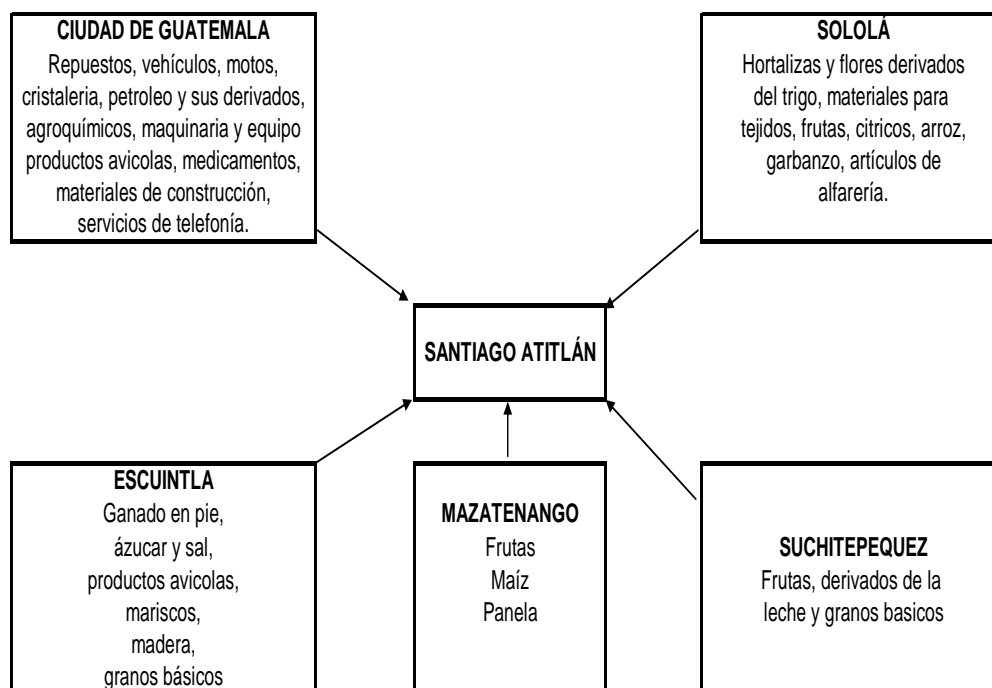 CIUDAD DE GUATEMALA
Repuestos, vehículos, motos,
cristaleria, petroleo y sus derivados,
agroquímicos, maquinaria y equipo
productos avicolas, medicamentos,
materiales de construcción,
servicios de telefonía.
SOLOLÁ
Hortalizas y flores derivados
del trigo, materiales para
tejidos, frutas, citricos, arroz,
garbanzo, artículos de
alfarería.
SANTIAGO ATITLÁN
ESCUINTLA
Ganado en pie,
ázucar y sal,
productos avicolas,
mariscos,
madera,
granos básicos
MAZATENANGO
Frutas
Maíz
Panela
SUCHITEPEQUEZ
Frutas, derivados de la
leche y granos basicos